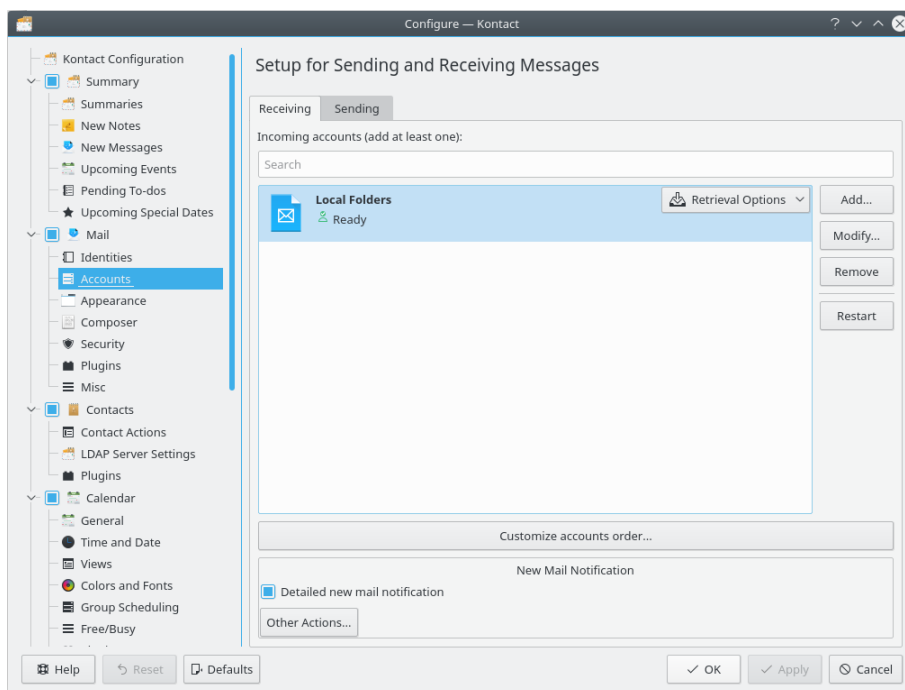 Configure — Kontact
Kontact Configuration
Summary
Summaries
New Notes
New Messages
Upcoming Events
Pending To-dos
Upcoming Special Dates
Mail
Identities
Accounts
Appearance
Composer
Security
Plugins
Misc
Contacts
Contact Actions
LDAP Server Settings
Plugins
Calendar
General
Time and Date
Views
Colors and Fonts
Group Scheduling
Free/Busy
Setup for Sending and Receiving Messages
Receiving Sending
Incoming accounts (add at least one):
Search
Local Folders
Ready
Retrieval Options
Add...
Modify...
Remove
Restart
Customize accounts order...
New Mail Notification
Detailed new mail notification
Other Actions...
Help Reset Defaults OK Apply Cancel